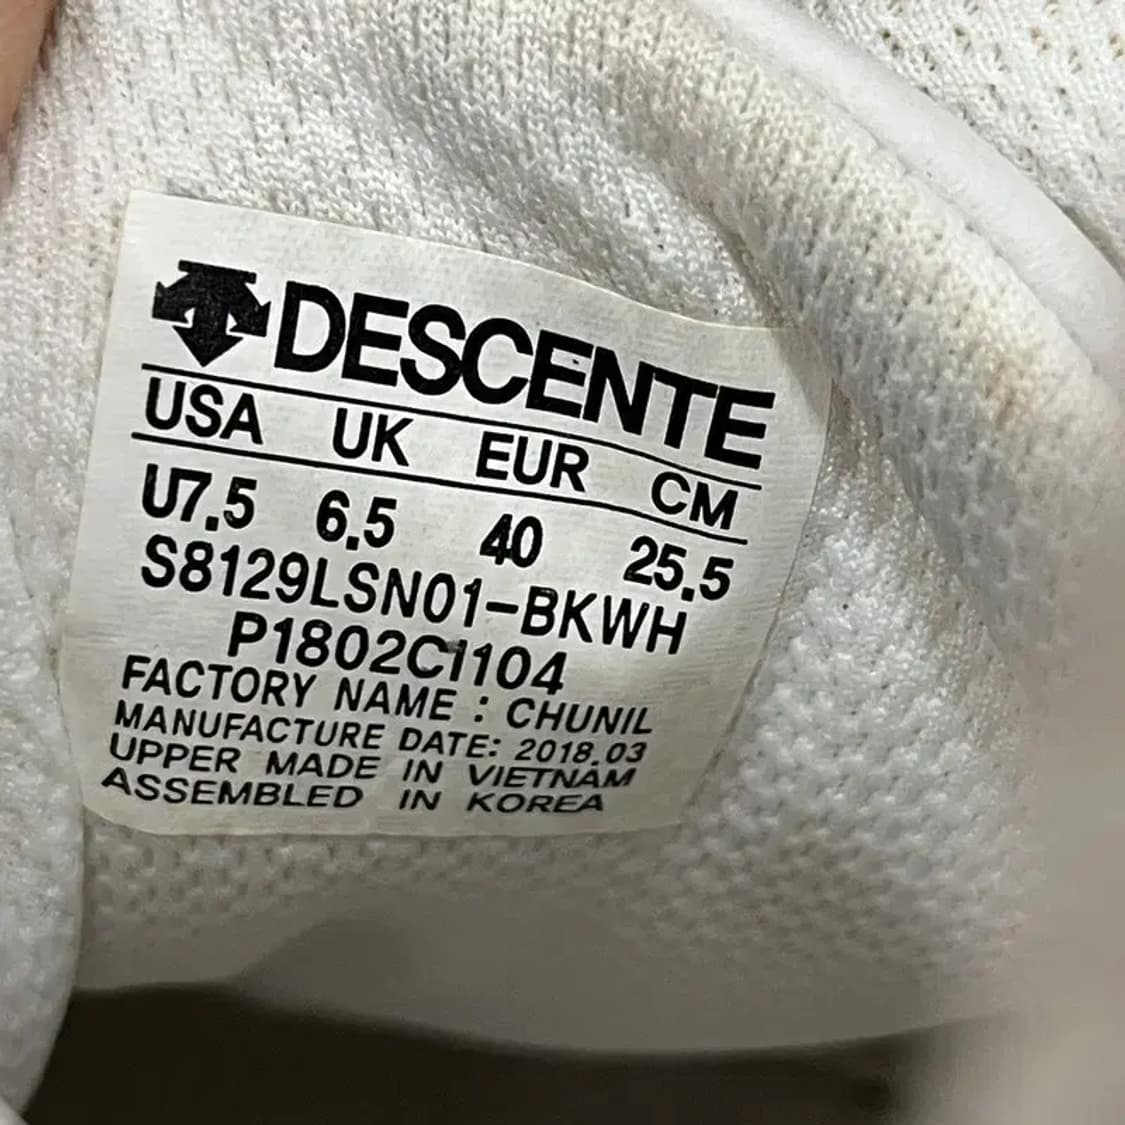 DESCENTE
USA UK EUR CM
U7.5 6.5 40 25.5
S8129LSN01-BKWH
P1802CI104
FACTORY NAME : CHUNIL
MANUFACTURE DATE: 2018.03
UPPER MADE IN VIETNAM
ASSEMBLED IN KOREA